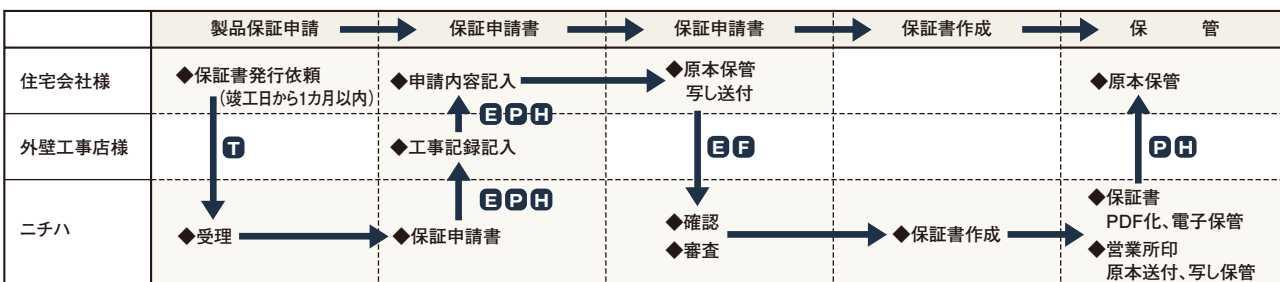 製品保証申請 保証申請書 保証申請書 保証書作成 保管
住宅会社様
◆保証書発行依頼
(竣工日から1カ月以内)
◆申請内容記入
◆原本保管
写し送付
◆原本保管
E P H
外壁工事店様
T
◆工事記録記入
E F
P H
E P H
ニチハ
◆受理
◆保証申請書
◆確認
◆審査
◆保証書作成
◆保証書
PDF化、電子保管
◆営業所印
原本送付、写し保管